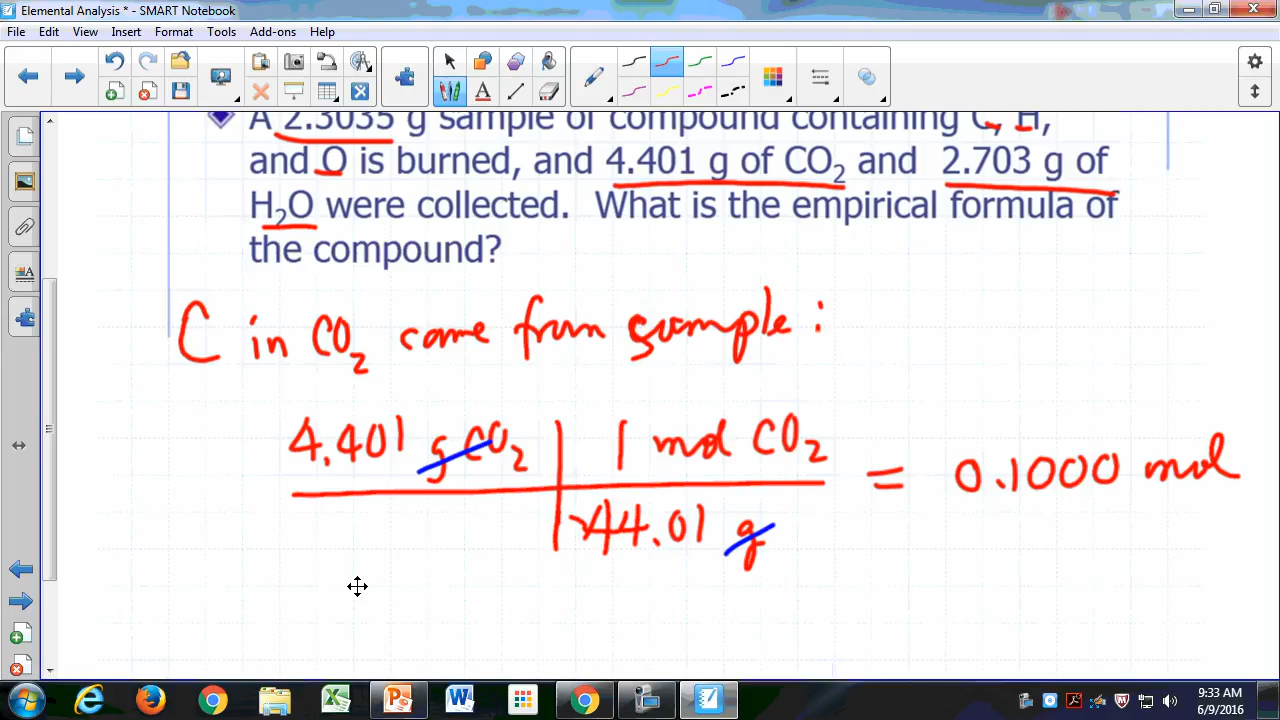 Elemental Analysis * - SMART Notebook
File Edit View Insert Format Tools Add-ons Help
A 2.3035 g sample of compound containing C, H,
and O is burned, and 4.401 g of CO2 and 2.703 g of
H2O were collected. What is the empirical formula of
the compound?
C in CO2 came from sample:
4.401 g CO2 | 1 mol CO2
44.01 g
= 0.1000 mol
9:33 AM
6/9/2016